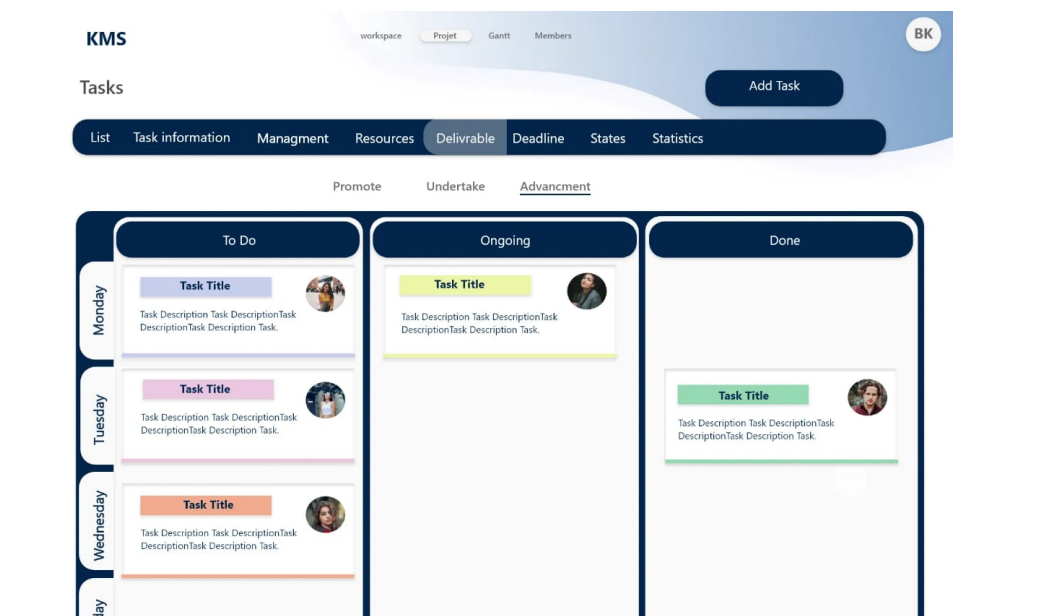 KMS
workspace Projet Gantt Members
BK
Tasks
Add Task
List Task information Managment Resources Delivrable Deadline States Statistics
Promote Undertake Advancment
To Do
Ongoing
Done
Monday
Task Title
Task Description Task DescriptionTask
DescriptionTask Description Task.
Task Title
Task Description Task DescriptionTask
DescriptionTask Description Task.
Tuesday
Task Title
Task Description Task DescriptionTask
DescriptionTask Description Task.
Task Title
Task Description Task DescriptionTask
DescriptionTask Description Task.
Wednesday
Task Title
Task Description Task DescriptionTask
DescriptionTask Description Task.